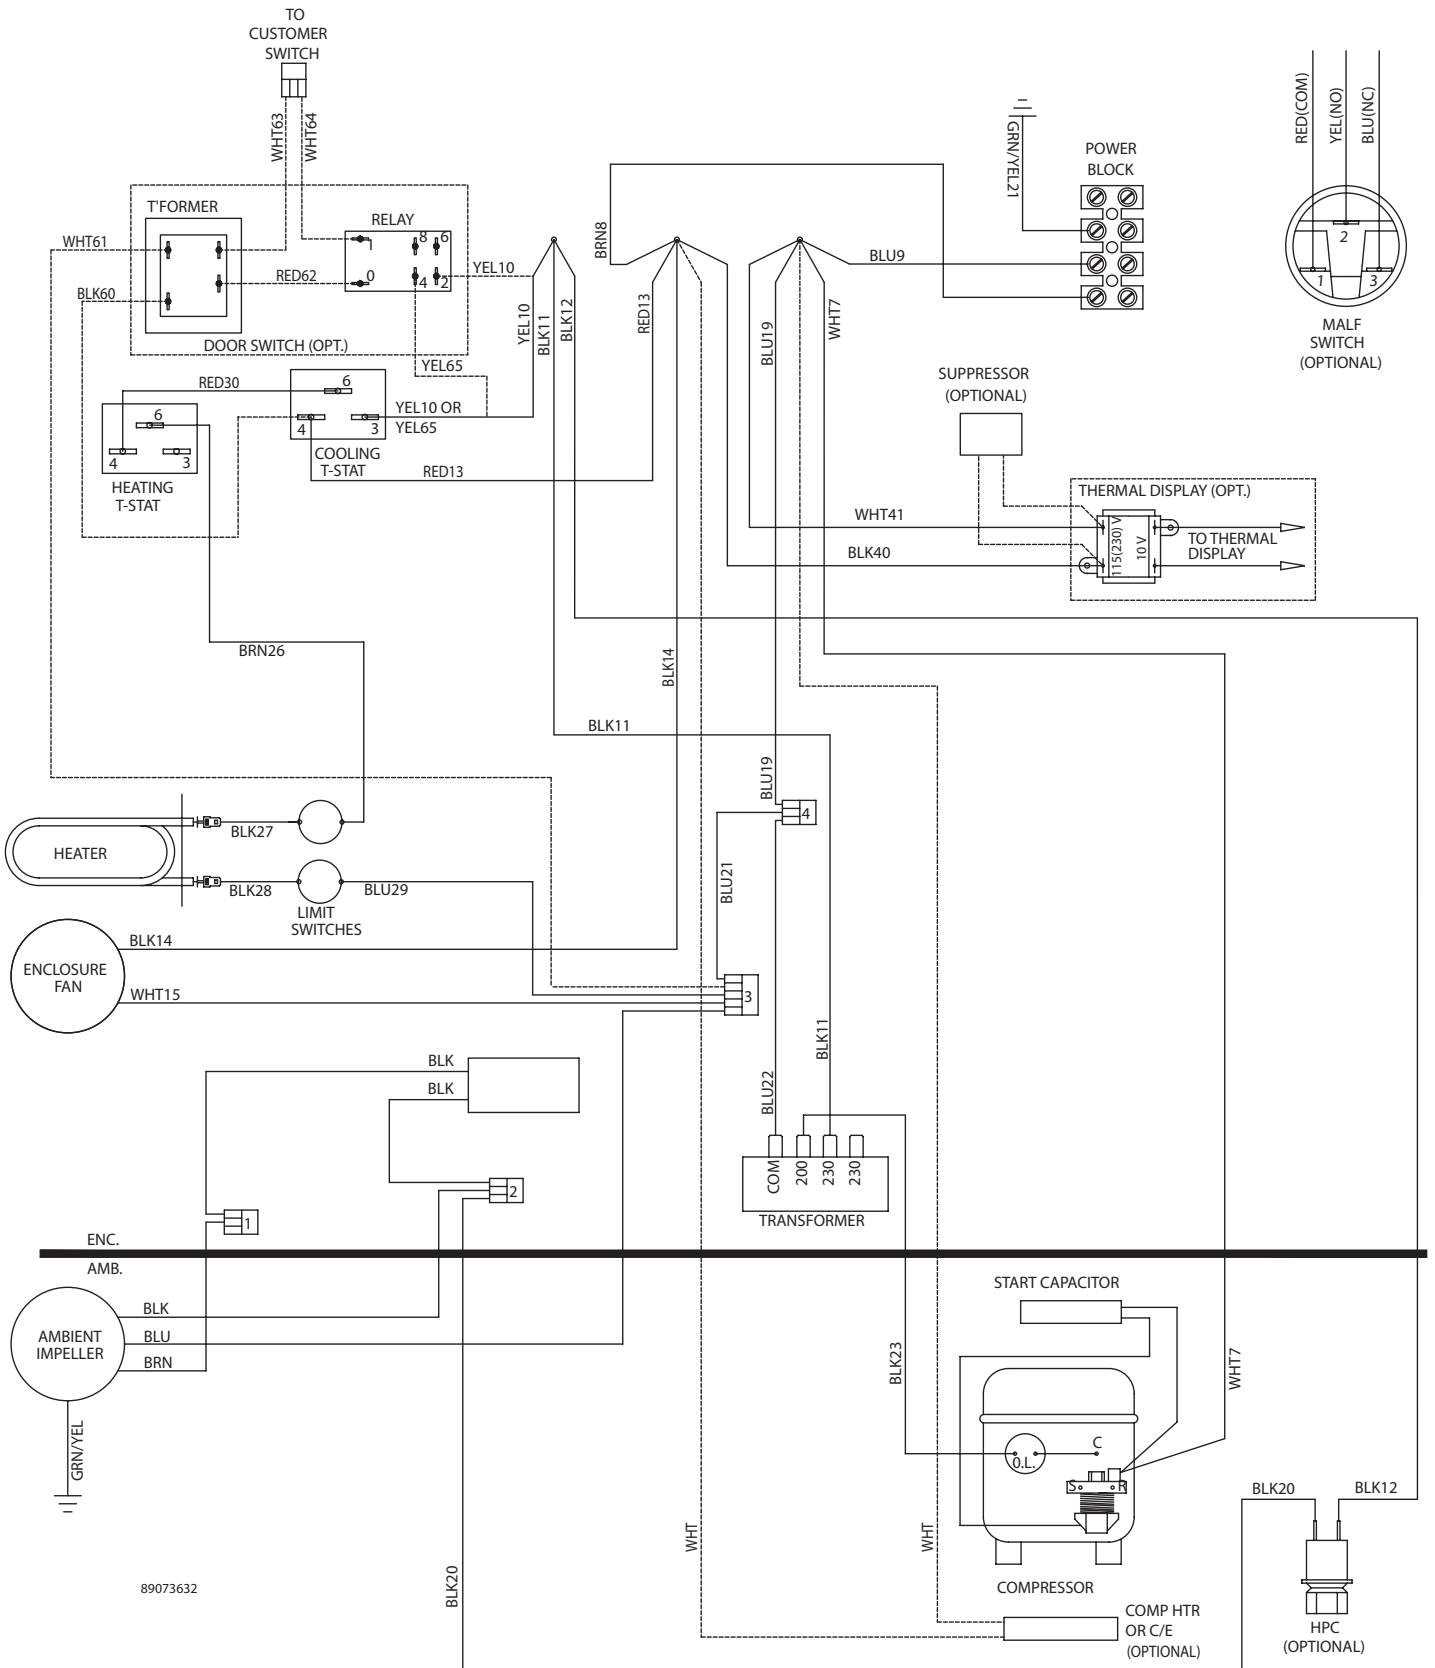 TO
CUSTOMER
SWITCH
WHT63
WHT64
T'FORMER
RELAY
8 6
1
0
4 2
WHT61
RED62
BLK60
DOOR SWITCH (OPT.)
YEL10
YEL65
YEL10
BLK11
BLK12
BRN8
RED13
BLU19
WHT7
BLU9
GRN/YEL21
POWER
BLOCK
RED(COM)
YEL(NO)
BLU(NC)
2
1
3
MALF
SWITCH
(OPTIONAL)
RED30
6
4
3
YEL10 OR
YEL65
COOLING
T-STAT
RED13
6
4
3
HEATING
T-STAT
SUPPRESSOR
(OPTIONAL)
THERMAL DISPLAY (OPT.)
WHT41
BLK40
115(230) V
10 V
TO THERMAL
DISPLAY
BRN26
BLK14
BLK11
BLU19
4
HEATER
BLK27
BLK28
BLU29
LIMIT
SWITCHES
BLU21
BLK14
ENCLOSURE
FAN
WHT15
3
BLK
BLK
BLU22
BLK11
COM
200
230
230
TRANSFORMER
2
1
ENC.
AMB.
BLK
AMBIENT
IMPELLER
BLU
BRN
GRN/YEL
START CAPACITOR
BLK23
WHT7
C
O.L.
S
R
COMPRESSOR
BLK20
BLK12
HPC
(OPTIONAL)
WHT
WHT
BLK20
89073632
COMP HTR
OR C/E
(OPTIONAL)